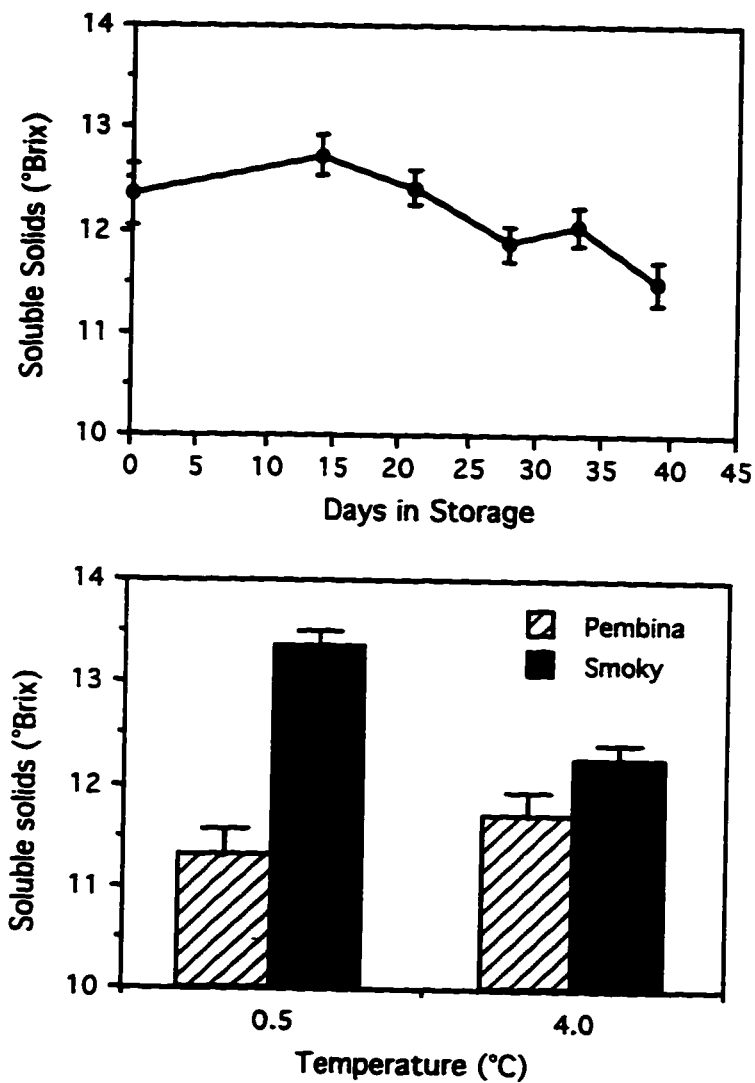 14
13
12
11
10
Soluble Solids (°Brix)
0 5 10 15 20 25 30 35 40 45
Days in Storage
14
13
12
11
10
Soluble solids (°Brix)
Pembina
Smoky
0.5 4.0
Temperature (°C)